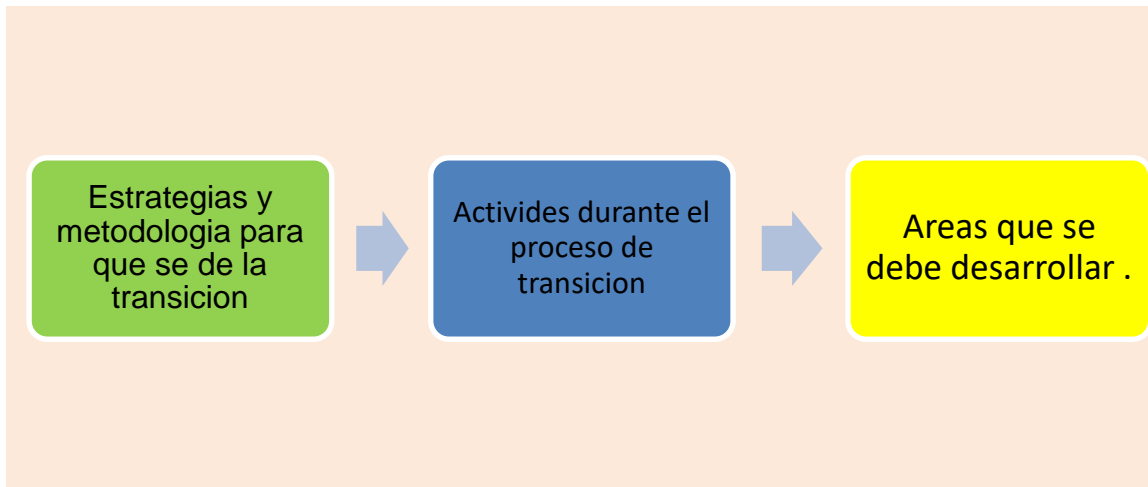 Estrategias y
metodologia para
que se de la
transicion
Activides durante el
proceso de
transicion
Areas que se
debe desarrollar .